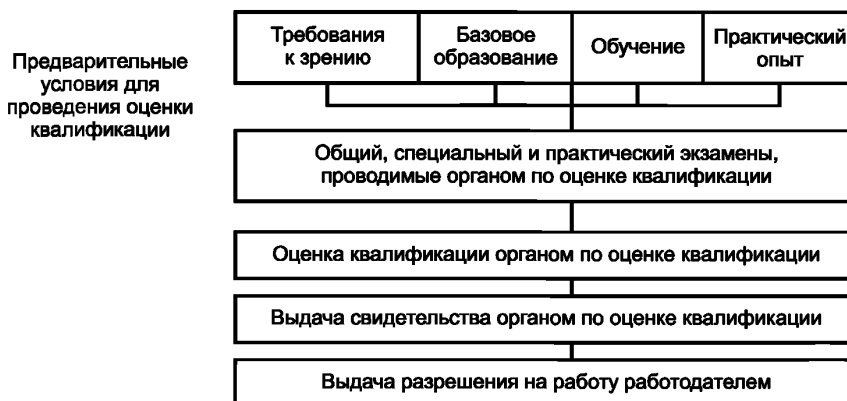 Предварительные
условия для
проведения оценки
квалификации
Требования
к зрению
Базовое
образование
Обучение
Практический
опыт
Общий, специальный и практический экзамены,
проводимые органом по оценке квалификации
Оценка квалификации органом по оценке квалификации
Выдача свидетельства органом по оценке квалификации
Выдача разрешения на работу работодателем